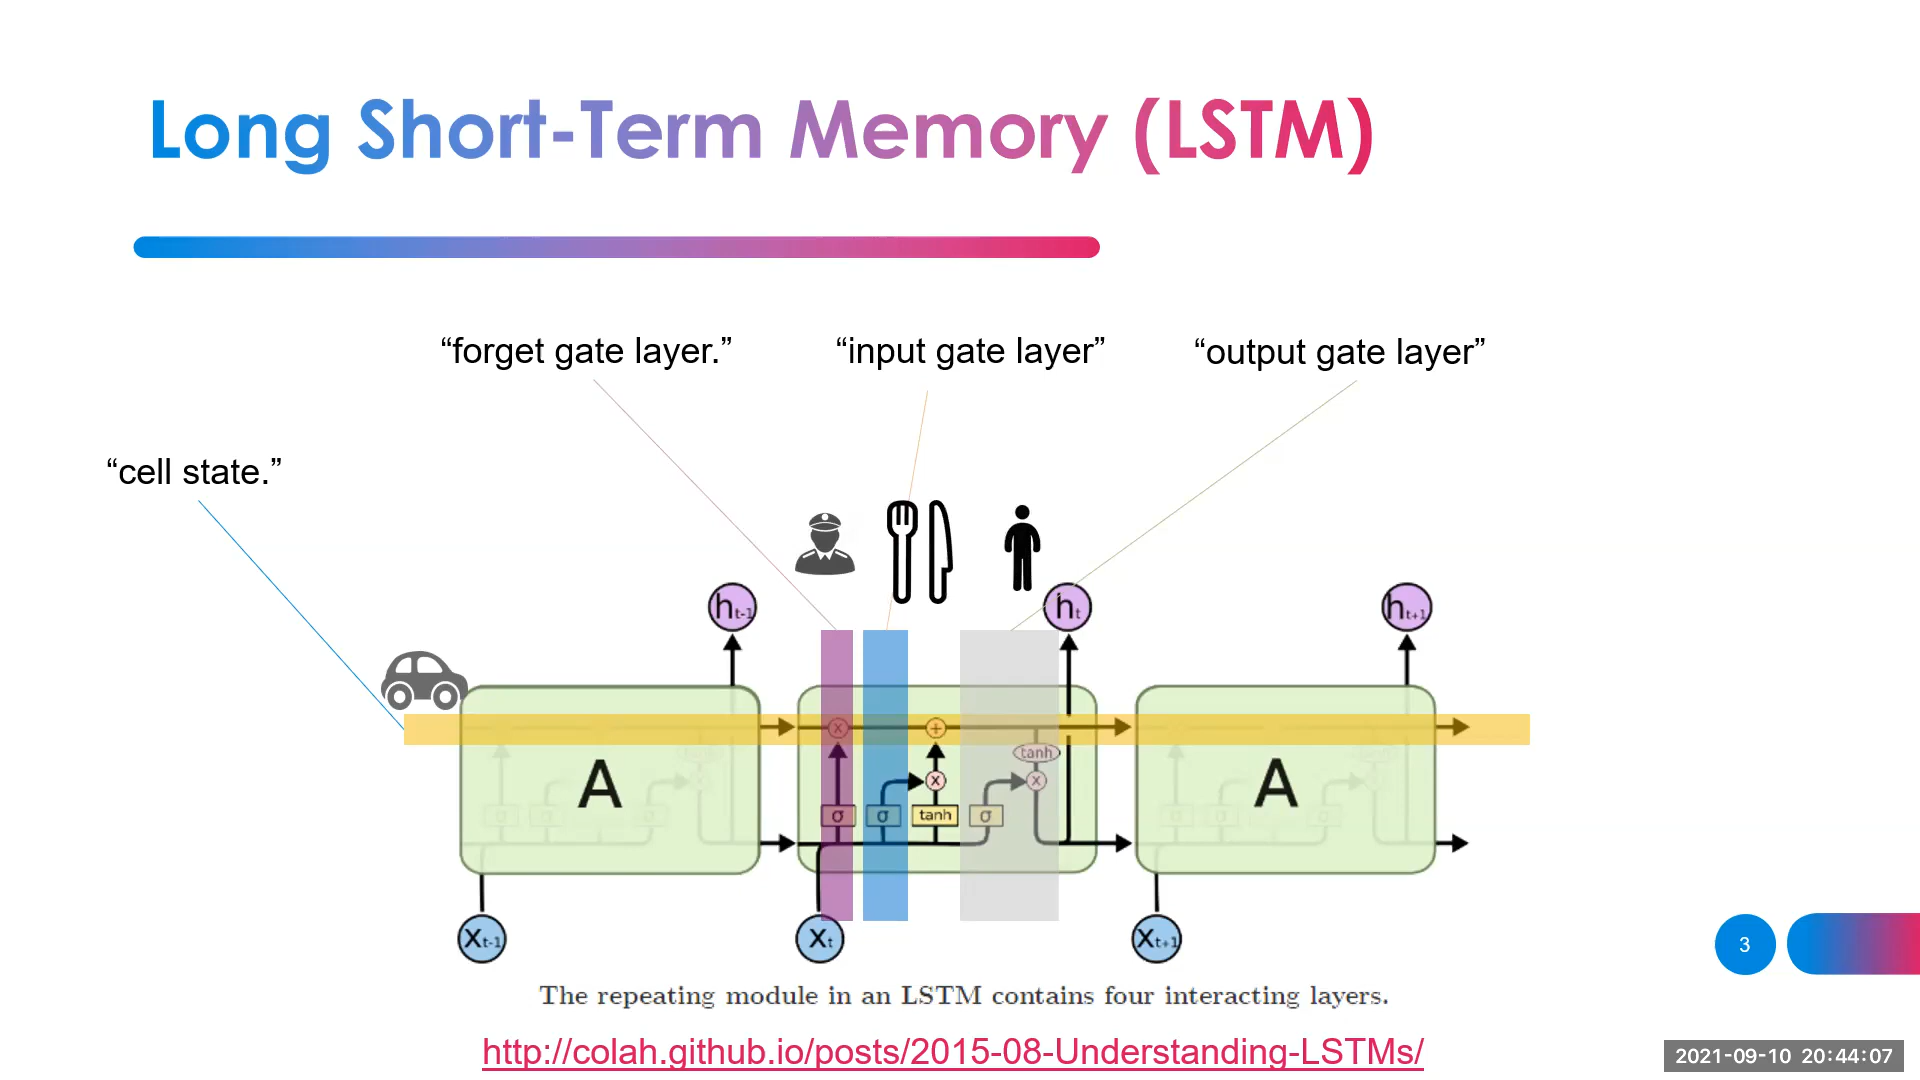 Long Short-Term Memory (LSTM)
“forget gate layer.”
“input gate layer”
“output gate layer”
“cell state.”
h t-1
h t
h t+1
x
+
tanh
A
x
x
A
σ
σ
tanh
σ
X t-1
X t
X t+1
3
The repeating module in an LSTM contains four interacting layers.
http://colah.github.io/posts/2015-08-Understanding-LSTMs/
2021-09-10 20:44:07